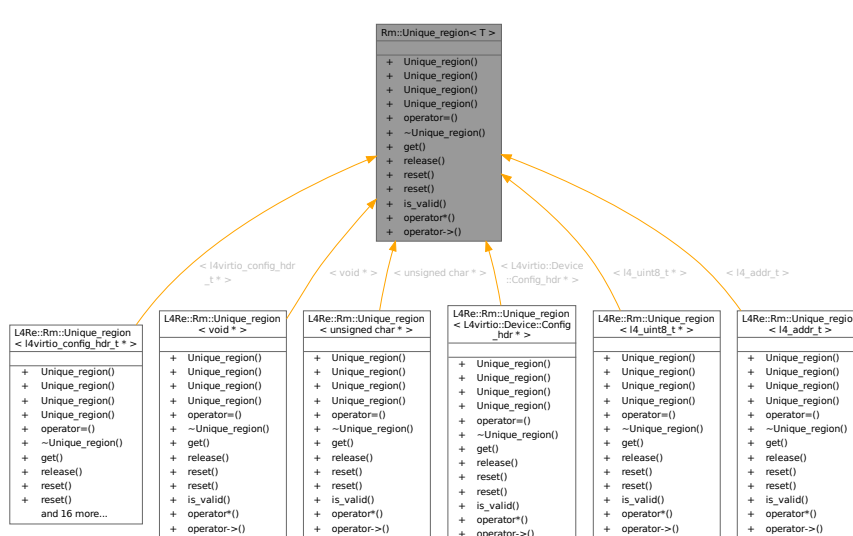 Rm::Unique_region< T >
+ Unique_region()
+ Unique_region()
+ Unique_region()
+ Unique_region()
+ operator=()
+ ~Unique_region()
+ get()
+ release()
+ reset()
+ reset()
+ is_valid()
+ operator*()
+ operator->()
< l4virtio_config_hdr
_t * >
< void * >
< unsigned char * >
< L4virtio::Device
::Config_hdr * >
< l4_uint8_t * >
< l4_addr_t >
L4Re::Rm::Unique_region
< l4virtio_config_hdr_t * >
+ Unique_region()
+ Unique_region()
+ Unique_region()
+ Unique_region()
+ operator=()
+ ~Unique_region()
+ get()
+ release()
+ reset()
+ reset()
and 16 more...
L4Re::Rm::Unique_region
< void * >
+ Unique_region()
+ Unique_region()
+ Unique_region()
+ Unique_region()
+ operator=()
+ ~Unique_region()
+ get()
+ release()
+ reset()
+ reset()
+ is_valid()
+ operator*()
+ operator->()
L4Re::Rm::Unique_region
< unsigned char * >
+ Unique_region()
+ Unique_region()
+ Unique_region()
+ Unique_region()
+ operator=()
+ ~Unique_region()
+ get()
+ release()
+ reset()
+ reset()
+ is_valid()
+ operator*()
+ operator->()
L4Re::Rm::Unique_region
< L4virtio::Device::Config
_hdr * >
+ Unique_region()
+ Unique_region()
+ Unique_region()
+ Unique_region()
+ operator=()
+ ~Unique_region()
+ get()
+ release()
+ reset()
+ reset()
+ is_valid()
+ operator*()
+ operator->()
L4Re::Rm::Unique_region
< l4_uint8_t * >
+ Unique_region()
+ Unique_region()
+ Unique_region()
+ Unique_region()
+ operator=()
+ ~Unique_region()
+ get()
+ release()
+ reset()
+ reset()
+ is_valid()
+ operator*()
+ operator->()
L4Re::Rm::Unique_regio
< l4_addr_t >
+ Unique_region()
+ Unique_region()
+ Unique_region()
+ Unique_region()
+ operator=()
+ ~Unique_region()
+ get()
+ release()
+ reset()
+ reset()
+ is_valid()
+ operator*()
+ operator->()